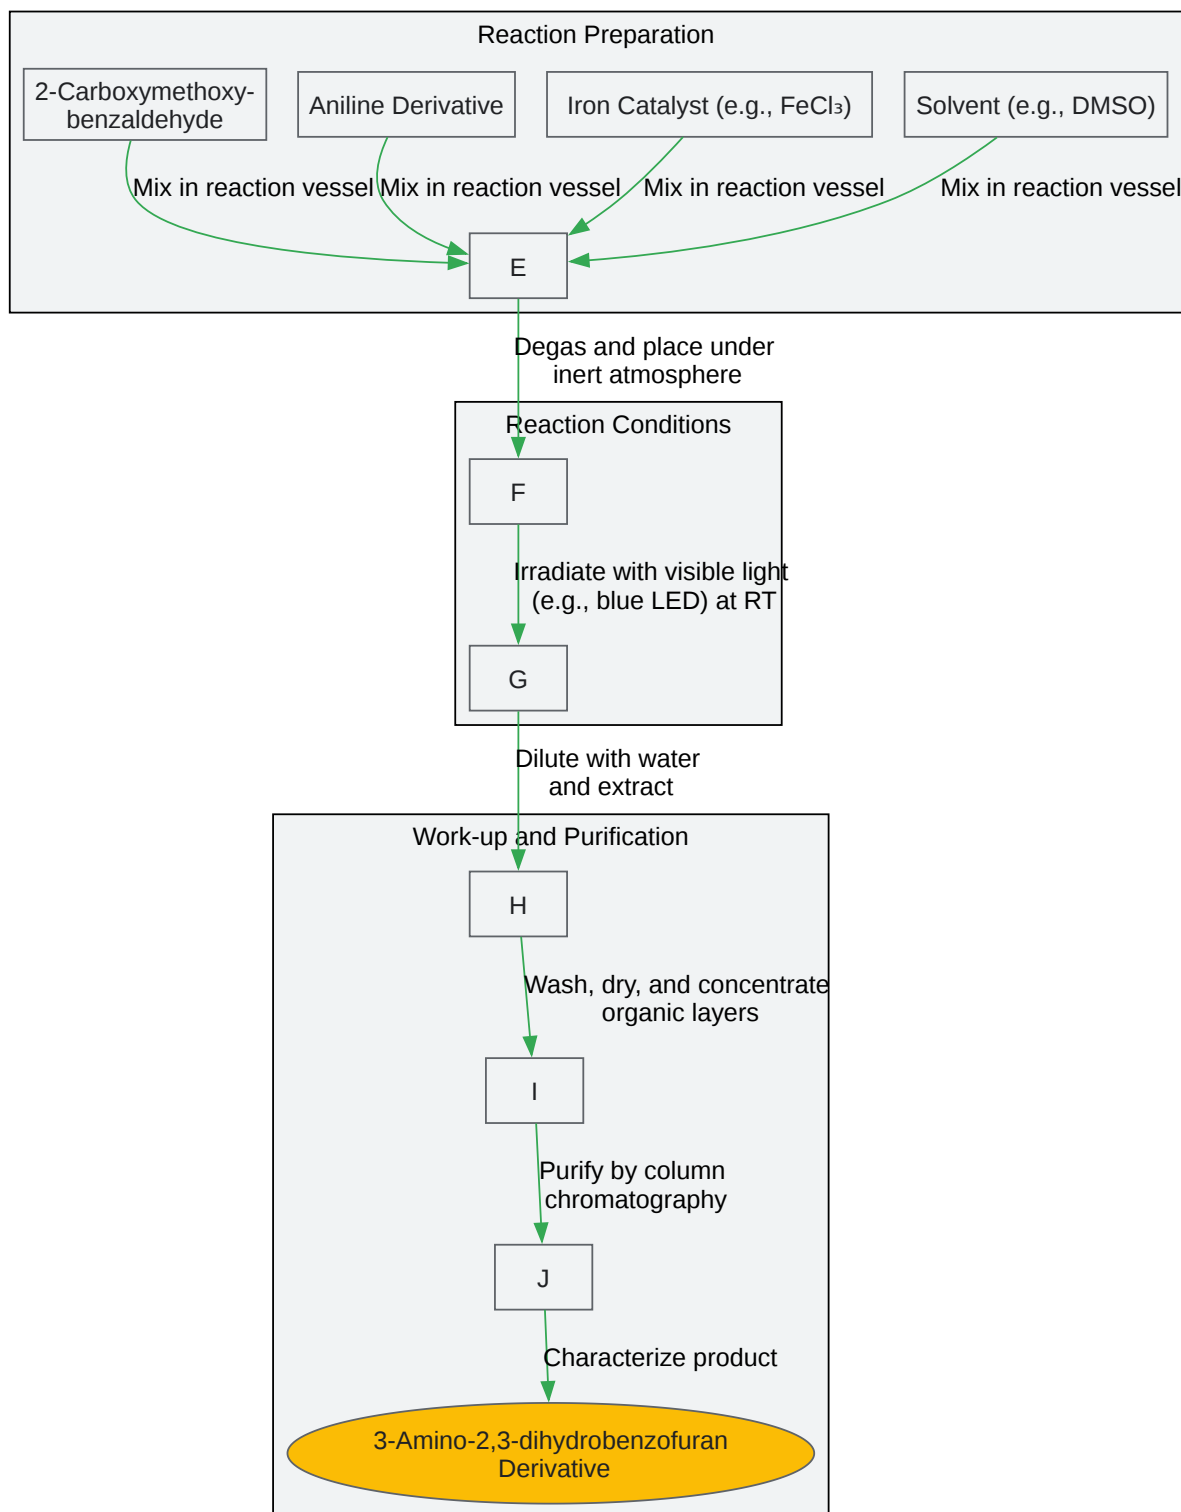 Reaction Preparation
2-Carboxymethoxy-
benzaldehyde
Aniline Derivative
Iron Catalyst (e.g., FeCl₃)
Solvent (e.g., DMSO)
Mix in reaction vessel
Mix in reaction vessel
Mix in reaction vessel
Mix in reaction vessel
E
Degas and place under
inert atmosphere
Reaction Conditions
F
Irradiate with visible light
(e.g., blue LED) at RT
G
Dilute with water
and extract
Work-up and Purification
H
Wash, dry, and concentrate
organic layers
I
Purify by column
chromatography
J
Characterize product
3-Amino-2,3-dihydrobenzofuran
Derivative